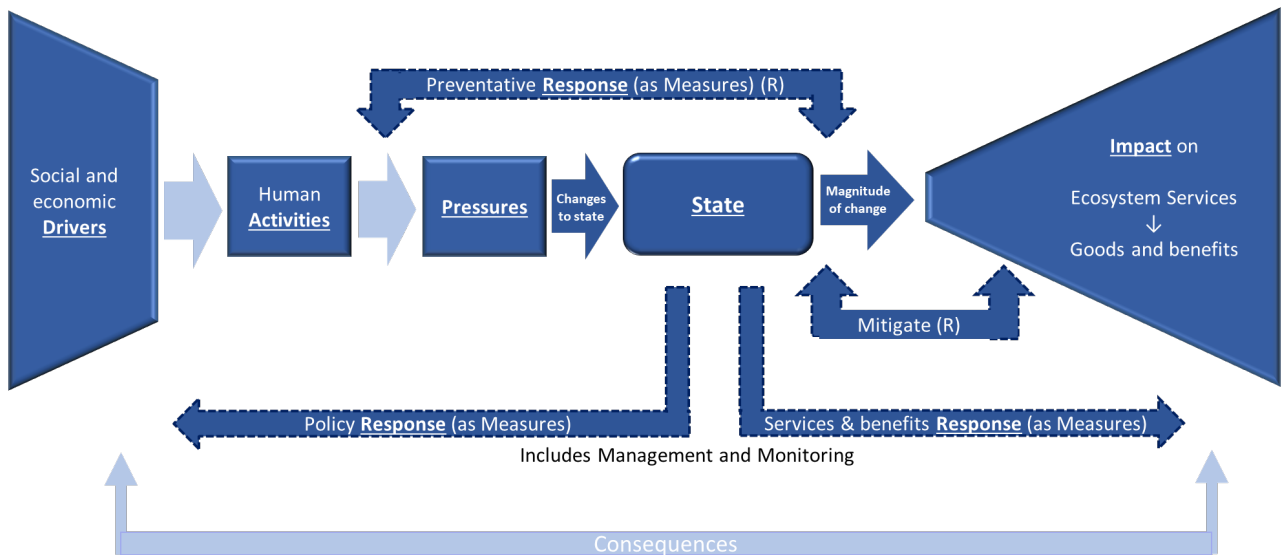 Preventative Response (as Measures) (R)
Social and
economic
Drivers
Human
Activities
Pressures
Changes
to state
State
Magnitude
of change
Impact on
Ecosystem Services
↓
Goods and benefits
Mitigate (R)
Policy Response (as Measures)
Services & benefits Response (as Measures)
Includes Management and Monitoring
Consequences